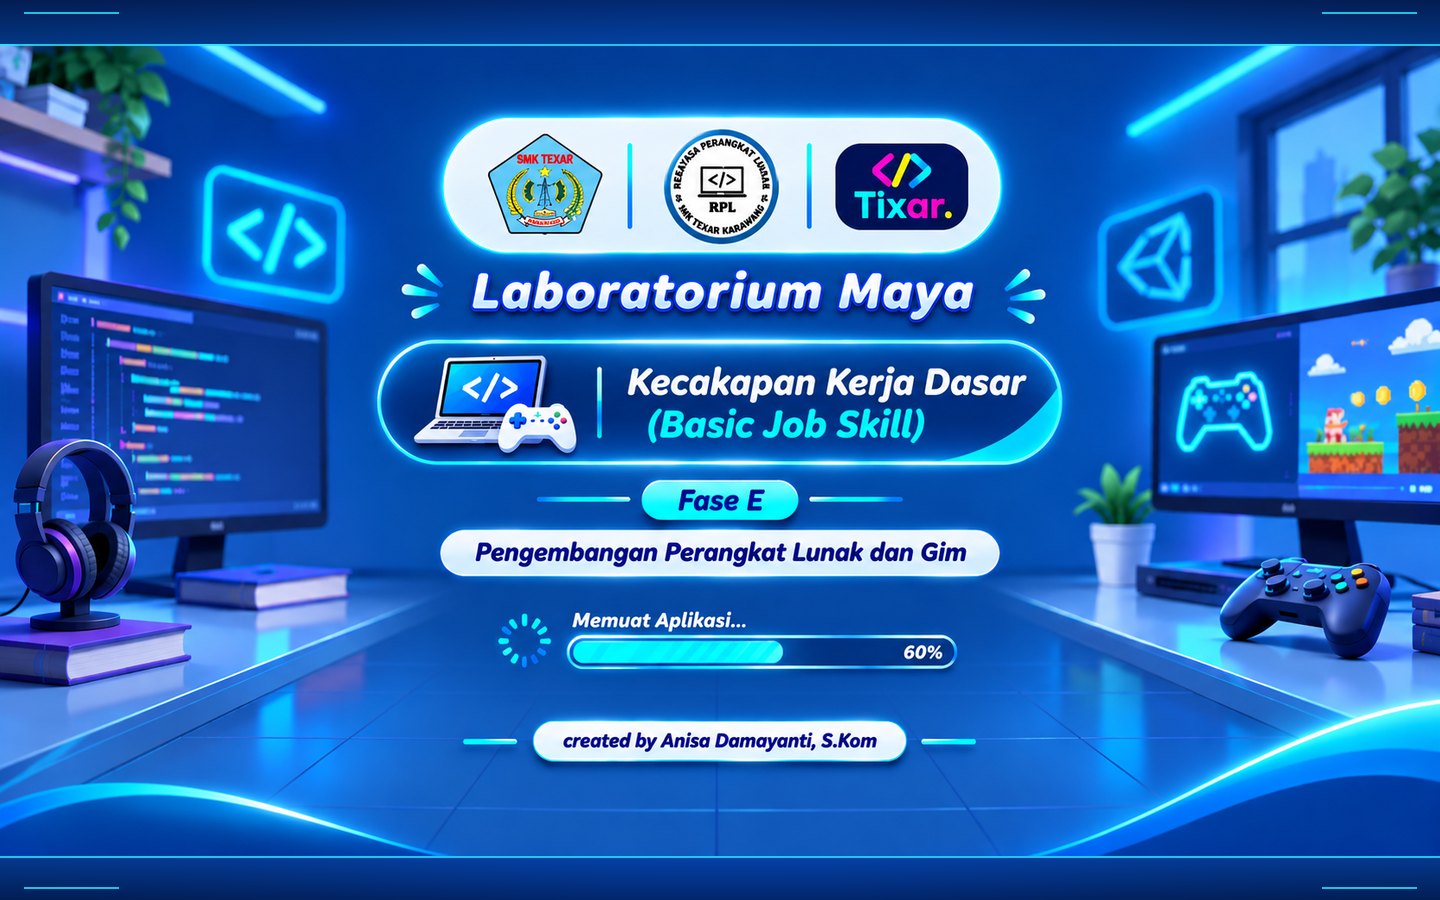 SMK TEXAR
REKAYASA PERANGKAT LUNAK
</>
RPL
SMK TEXAR KARAWANG
</>
Tixar.
</>
Laboratorium Maya
</>
Kecakapan Kerja Dasar
(Basic Job Skill)
Fase E
Pengembangan Perangkat Lunak dan Gim
Memuat Aplikasi...
60%
created by Anisa Damayanti, S.Kom